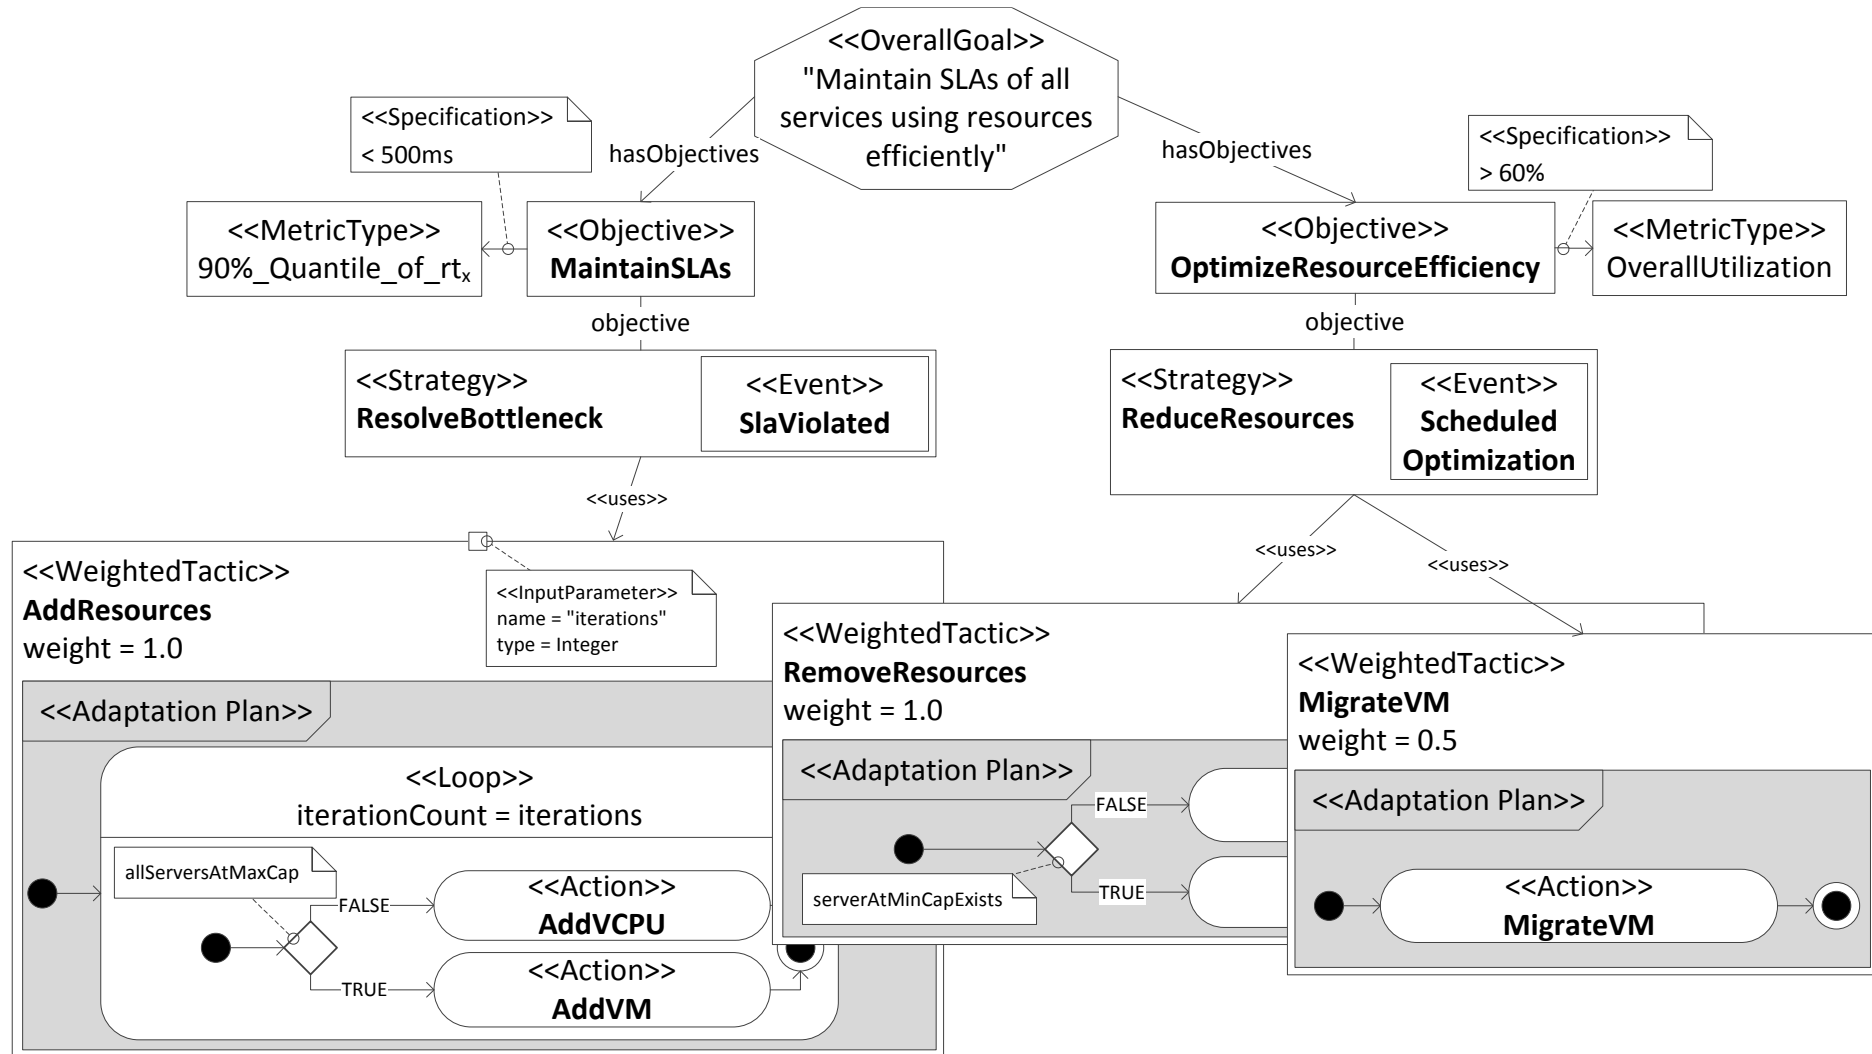 <<OverallGoal>>
"Maintain SLAs of all
services using resources
efficiently"
<<Specification>>
< 500ms
hasObjectives
hasObjectives
<<Specification>>
> 60%
<<MetricType>>
90%_Quantile_of_rtₓ
<<Objective>>
MaintainSLAs
<<Objective>>
OptimizeResourceEfficiency
<<MetricType>>
OverallUtilization
objective
objective
<<Strategy>>
ResolveBottleneck
<<Event>>
SlaViolated
<<Strategy>>
ReduceResources
<<Event>>
Scheduled
Optimization
<<uses>>
<<uses>>
<<uses>>
<<WeightedTactic>>
AddResources
weight = 1.0
<<InputParameter>>
name = "iterations"
type = Integer
<<Adaptation Plan>>
<<Loop>>
iterationCount = iterations
allServersAtMaxCap
FALSE
<<Action>>
AddVCPU
TRUE
<<Action>>
AddVM
<<WeightedTactic>>
RemoveResources
weight = 1.0
<<Adaptation Plan>>
FALSE
serverAtMinCapExists
TRUE
<<WeightedTactic>>
MigrateVM
weight = 0.5
<<Adaptation Plan>>
<<Action>>
MigrateVM